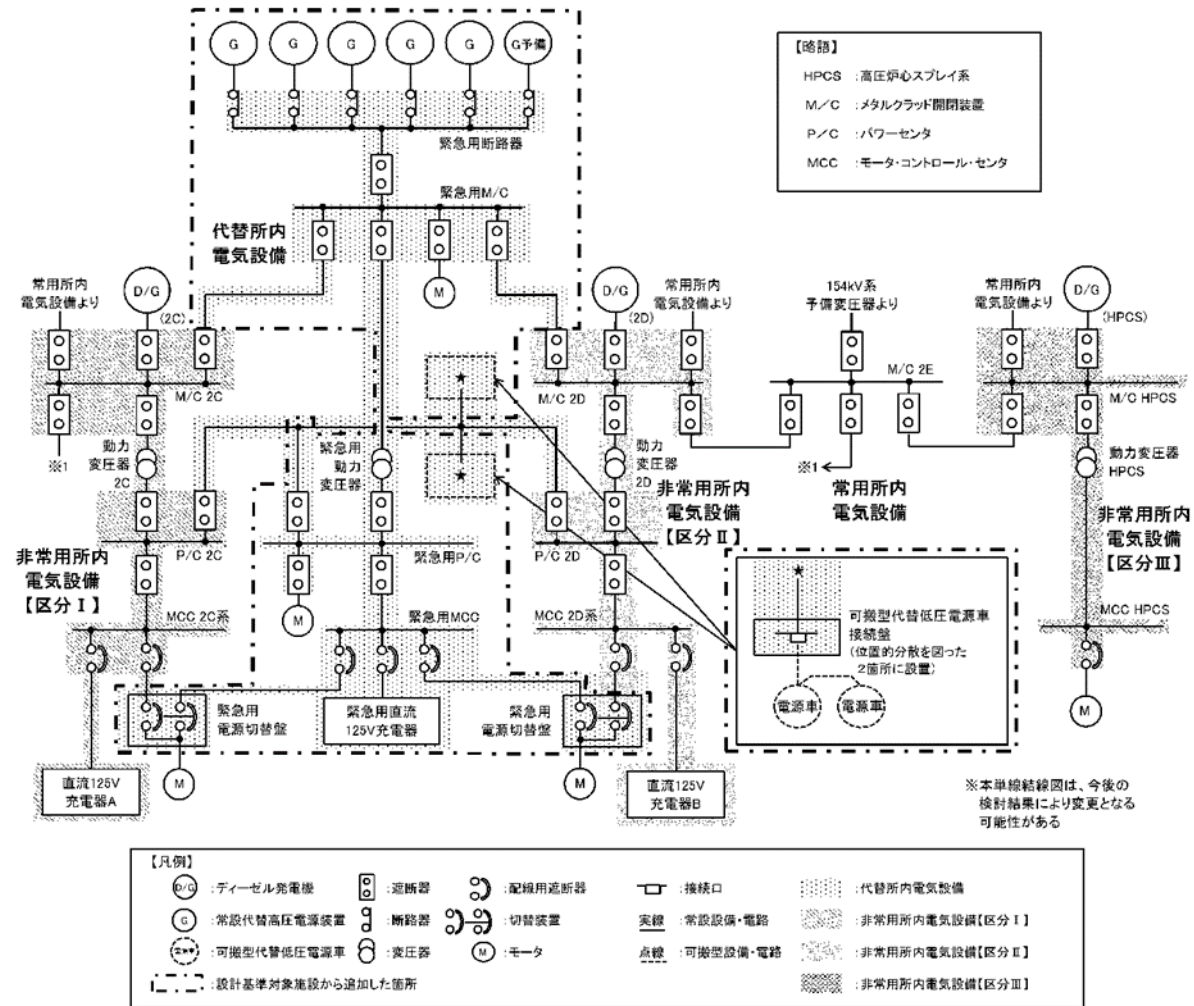 G
G
G
G
G
G予備
【略語】
HPCS :高圧炉心スプレイ系
M/C :メタルクラッド開閉装置
P/C :パワーセンタ
MCC :モータ・コントロール・センタ
緊急用断路器
緊急用M/C
代替所内
電気設備
M
常用所内
電気設備より
D/G
(2C)
D/G
(2D)
常用所内
電気設備より
154kV系
予備変圧器より
常用所内
電気設備より
D/G
(HPCS)
M/C 2C
M/C 2D
M/C 2E
M/C HPCS
※1
動力
変圧器
2C
緊急用
動力
変圧器
動力
変圧器
2D
※1
常用所内
電気設備
動力変圧器
HPCS
非常用所内
電気設備
【区分Ⅱ】
非常用所内
電気設備
【区分Ⅲ】
P/C 2C
緊急用P/C
P/C 2D
非常用所内
電気設備
【区分Ⅰ】
M
MCC 2C系
緊急用MCC
MCC 2D系
MCC HPCS
可搬型代替低圧電源車
接続盤
(位置的分散を図った
2箇所に設置)
電源車
電源車
M
緊急用
電源切替盤
緊急用直流
125V充電器
緊急用
電源切替盤
M
M
直流125V
充電器A
直流125V
充電器B
※本単線結線図は、今後の
検討結果により変更となる
可能性がある
【凡例】
D/G :ディーゼル発電機
:遮断器
:配線用遮断器
:接続口
:代替所内電気設備
G :常設代替高圧電源装置
:断路器
:切替装置
実線 :常設設備・電路
:非常用所内電気設備【区分Ⅰ】
電源車 :可搬型代替低圧電源車
:変圧器
M :モータ
点線 :可搬型設備・電路
:非常用所内電気設備【区分Ⅱ】
:設計基準対象施設から追加した箇所
:非常用所内電気設備【区分Ⅲ】